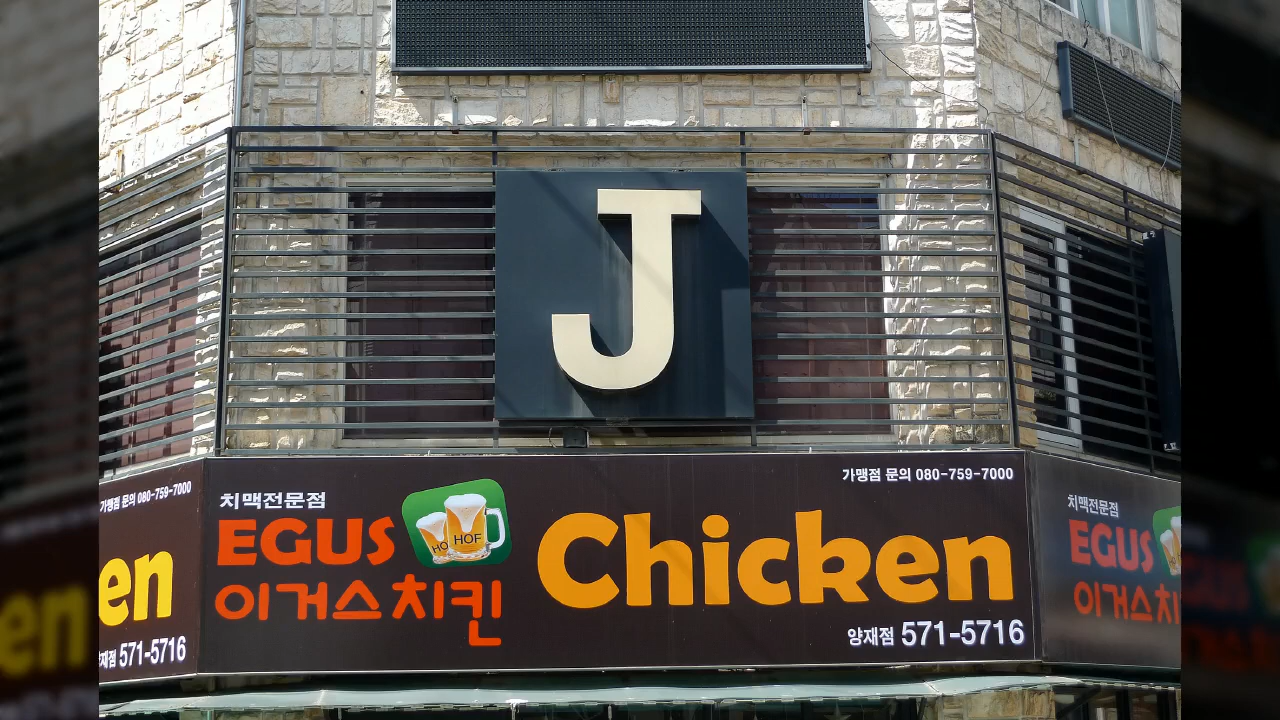 J
가맹점 문의 080-759-7000
en
양재점 571-5716
치맥전문점
EGUS
이거스치킨
HO HOF
Chicken
가맹점 문의 080-759-7000
양재점 571-5716
치맥전문점
EGUS
이거스치